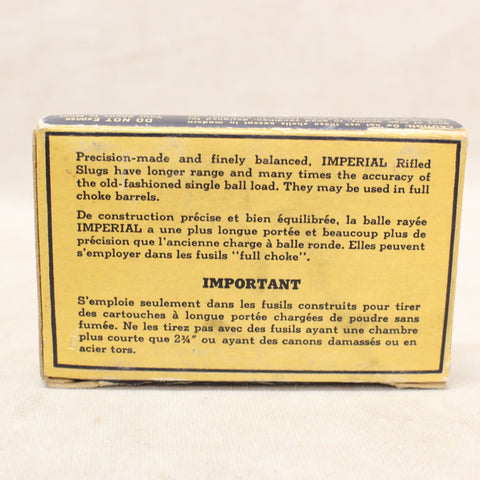 Precision-made and finely balanced, IMPERIAL Rifled
Slugs have longer range and many times the accuracy of
the old-fashioned single ball load. They may be used in full
choke barrels.
De construction précise et bien équilibrée, la balle rayée
IMPERIAL a une plus longue portée et beaucoup plus de
précision que l'ancienne charge à balle ronde. Elles peuvent
s'employer dans les fusils "full choke".
IMPORTANT
S'emploie seulement dans les fusils construits pour tirer
des cartouches à longue portée chargées de poudre sans
fumée. Ne les tirez pas avec des fusils ayant une chambre
plus courte que 2¾" ou ayant des canons damassés ou en
acier tors.
DO NOT Expose